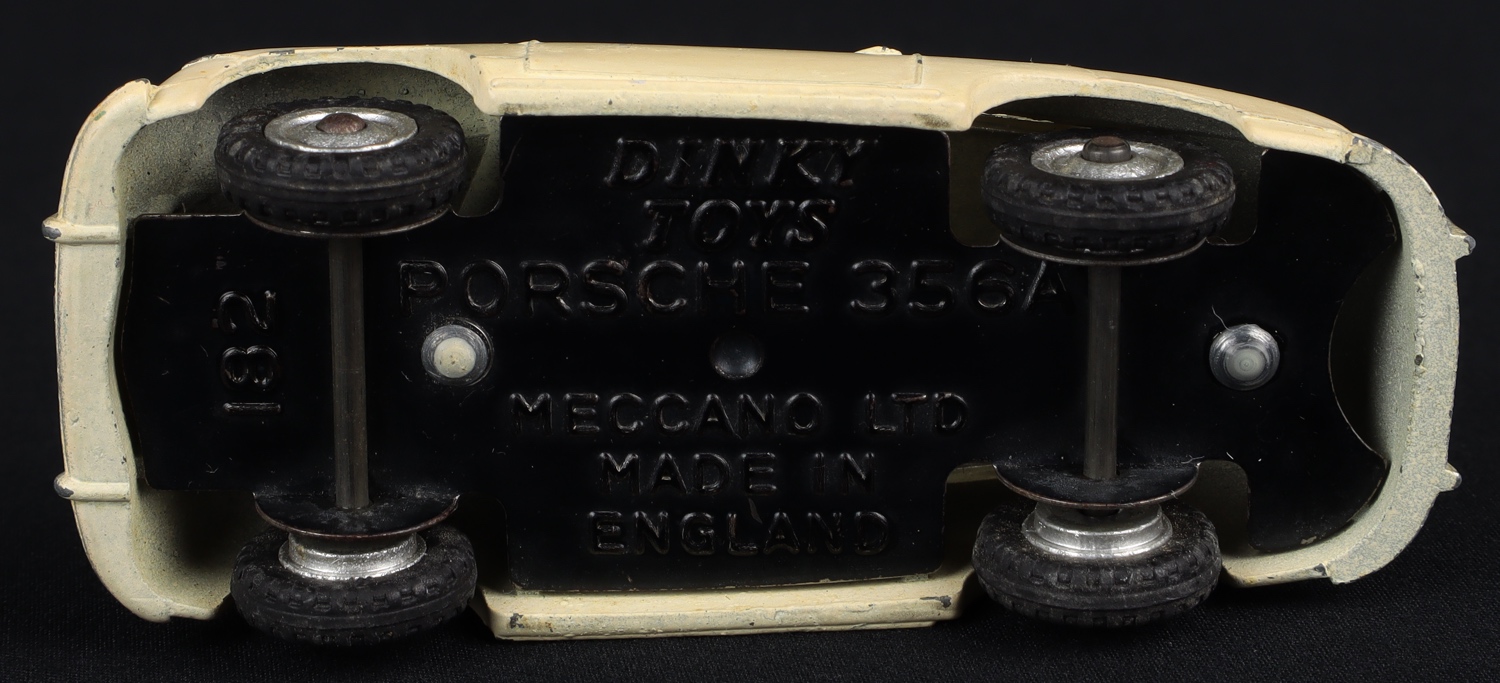 DINKY
TOYS
PORSCHE 356A
182
MECCANO LTD
MADE IN
ENGLAND